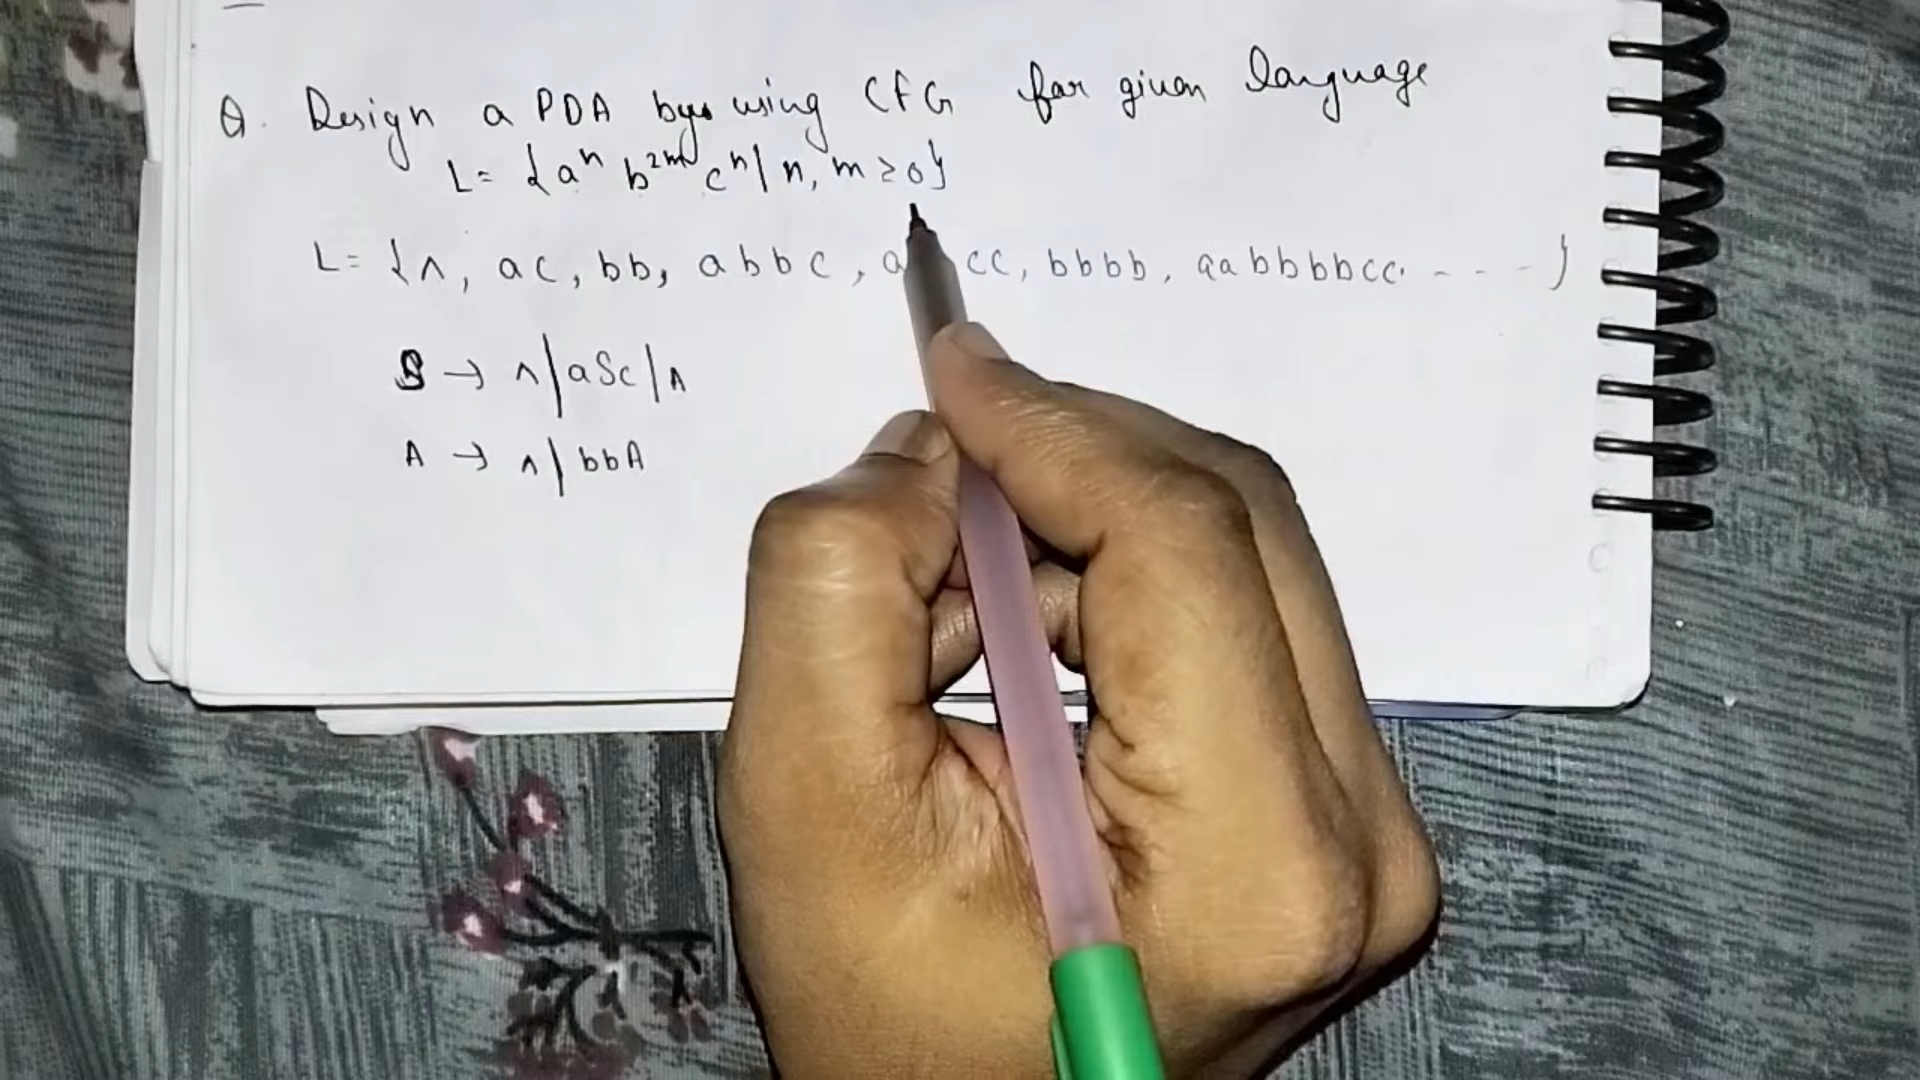 Q. Design a PDA by using CFG for given language
L= {aⁿ b²ᵐ cⁿ | n, m ≥ 0}
L= {^, ac, bb, abbc, a cc, bbbb, aabbbbcc. - - - }
S → ^ | aSc | A
A → ^ | bbA